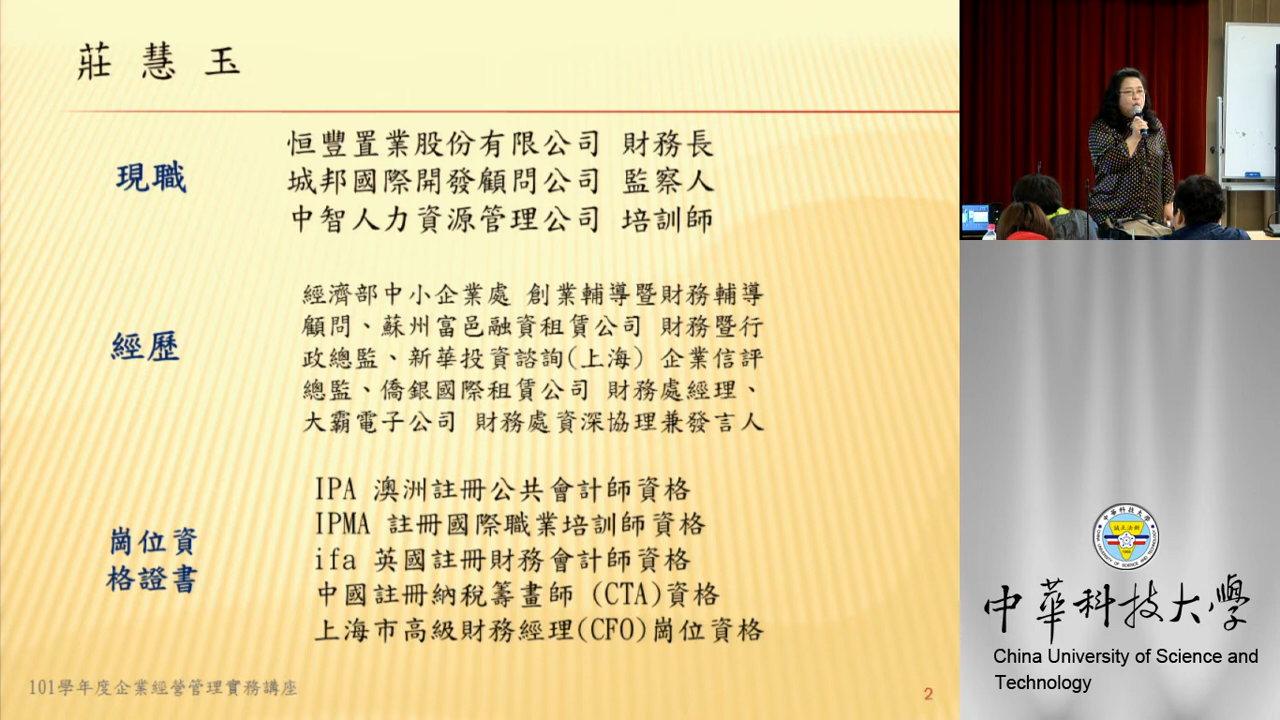 莊 慧 玉
現職
恒豐置業股份有限公司 財務長
城邦國際開發顧問公司 監察人
中智人力資源管理公司 培訓師
經歷
經濟部中小企業處 創業輔導暨財務輔導
顧問、蘇州富邑融資租賃公司 財務暨行
政總監、新華投資諮詢(上海) 企業信評
總監、僑銀國際租賃公司 財務處經理、
大霸電子公司 財務處資深協理兼發言人
崗位資
格證書
IPA 澳洲註冊公共會計師資格
IPMA 註冊國際職業培訓師資格
ifa 英國註冊財務會計師資格
中國註冊納稅籌畫師 (CTA)資格
上海市高級財務經理(CFO)崗位資格
101學年度企業經營管理實務講座
2
中華科技大學
China University of Science and
Technology